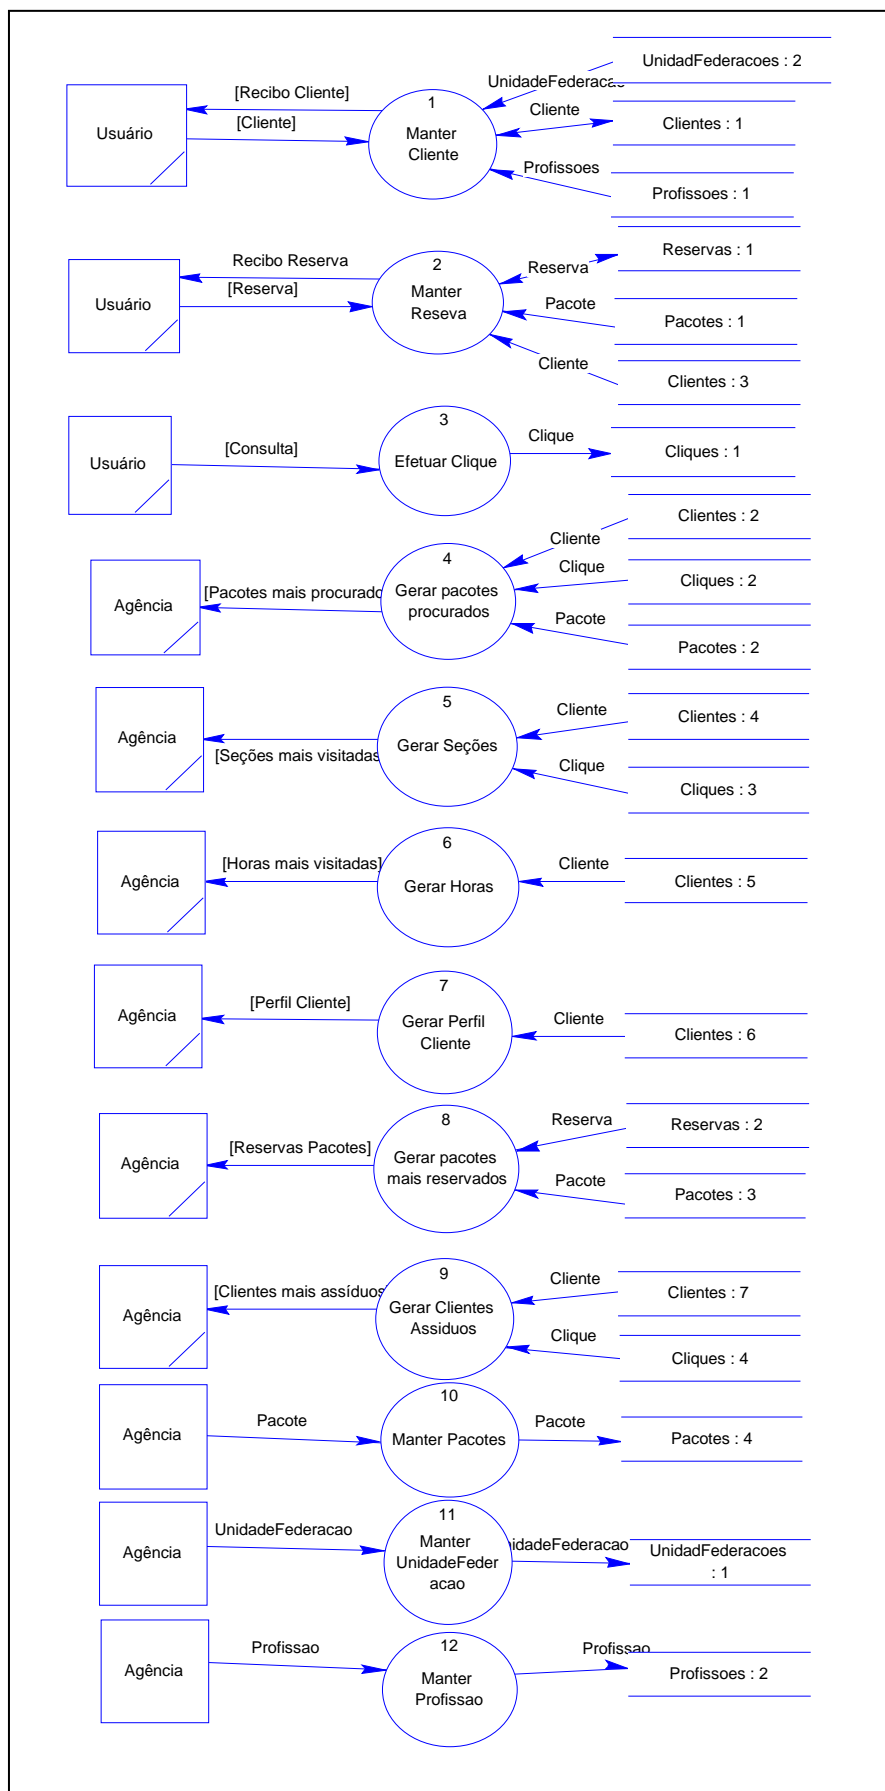 UnidadFederacoes : 2
UnidadeFederacao
[Recibo Cliente]
1
Cliente
Clientes : 1
Usuário
[Cliente]
Manter
Cliente
Profissoes
Profissoes : 1
Recibo Reserva
2
Reserva
Reservas : 1
Usuário
[Reserva]
Manter
Reseva
Pacote
Pacotes : 1
Cliente
Clientes : 3
3
Usuário
[Consulta]
Efetuar Clique
Clique
Cliques : 1
Clientes : 2
Cliente
4
Clique
Cliques : 2
Agência
[Pacotes mais procurado
Gerar pacotes
procurados
Pacote
Pacotes : 2
5
Cliente
Clientes : 4
Agência
[Seções mais visitadas
Gerar Seções
Clique
Cliques : 3
6
Agência
[Horas mais visitadas]
Gerar Horas
Cliente
Clientes : 5
7
Agência
[Perfil Cliente]
Gerar Perfil
Cliente
Cliente
Clientes : 6
8
Reserva
Reservas : 2
Agência
[Reservas Pacotes]
Gerar pacotes
mais reservados
Pacote
Pacotes : 3
9
Cliente
Clientes : 7
Agência
[Clientes mais assíduos
Gerar Clientes
Assiduos
Clique
Cliques : 4
10
Agência
Pacote
Manter Pacotes
Pacote
Pacotes : 4
11
Agência
UnidadeFederacao
Manter
UnidadeFeder
acao
nidadeFederacao
UnidadFederacoes
: 1
12
Agência
Profissao
Manter
Profissao
Profissao
Profissoes : 2